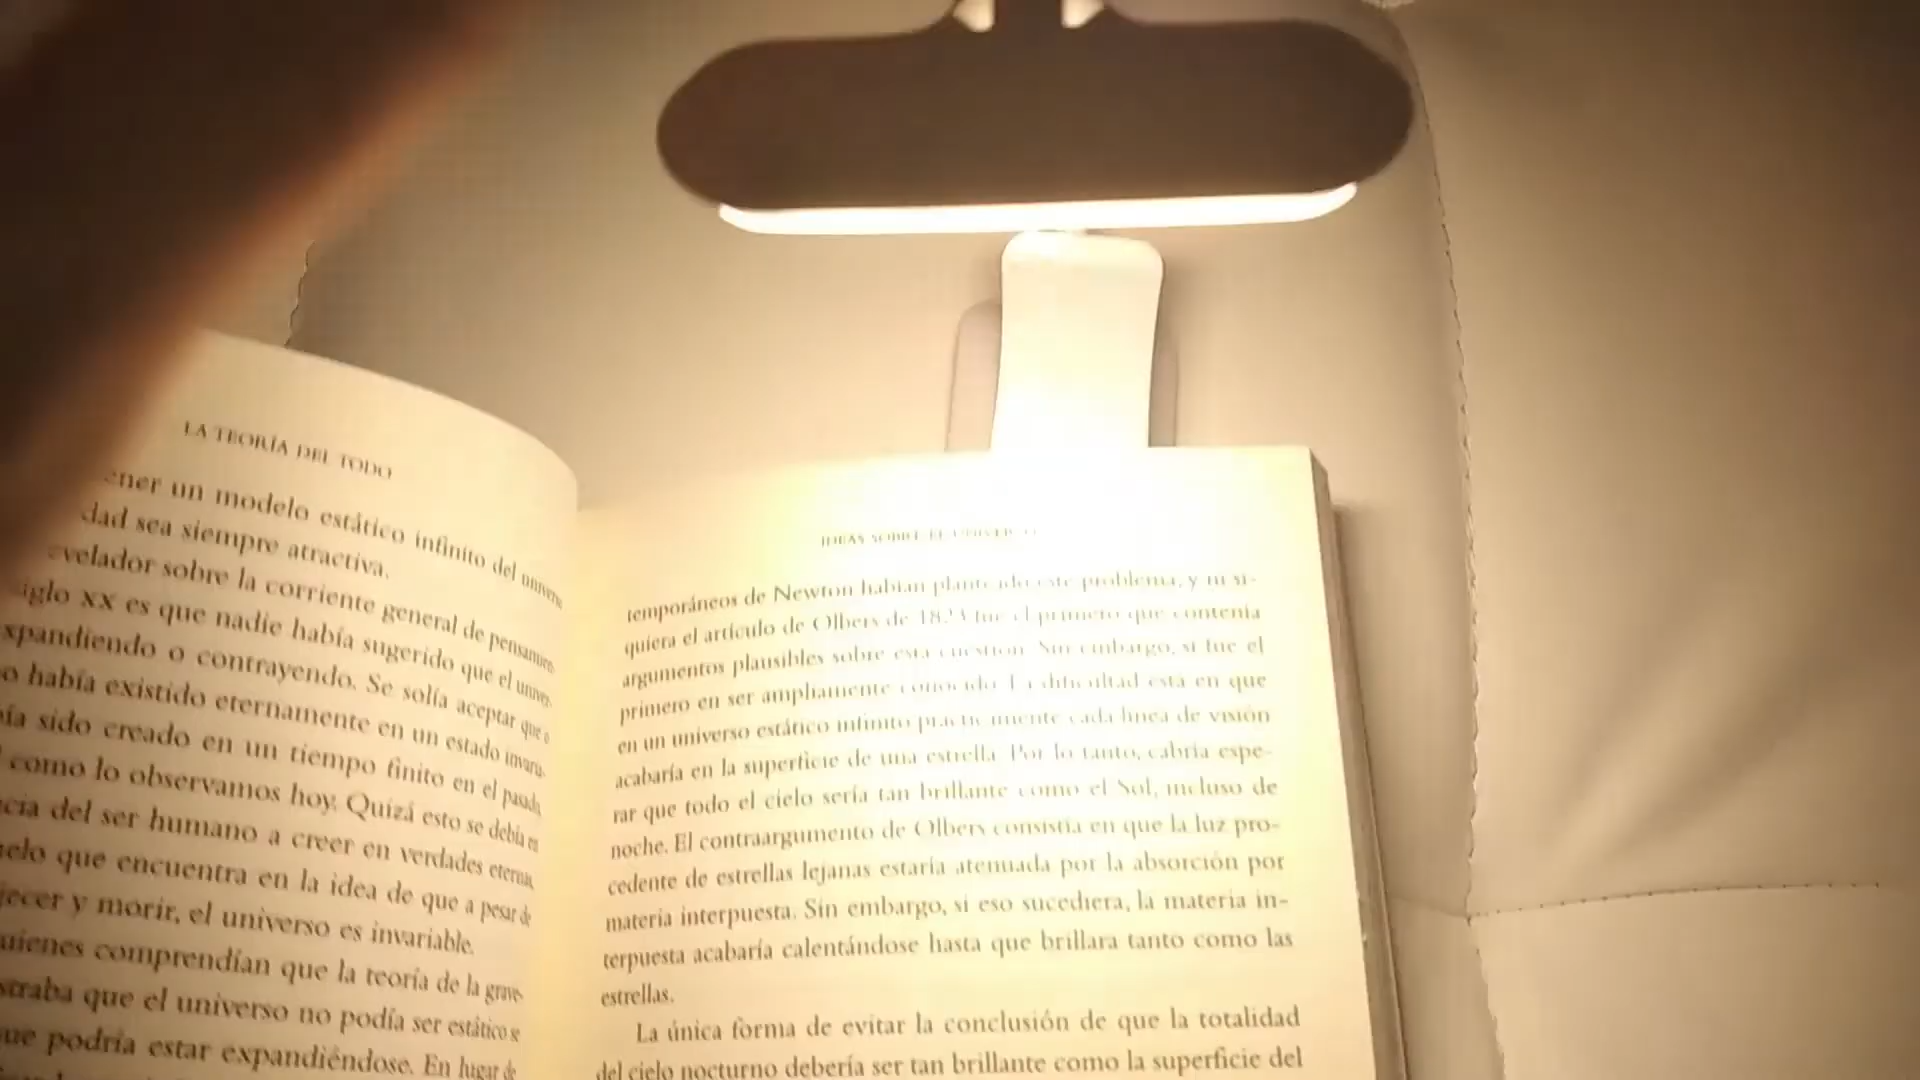 LA TEORÍA DEL TODO
ener un modelo estático infinito del universo
dad sea siempre atractiva.
evelador sobre la corriente general de pensamien-
siglo XX es que nadie había sugerido que el univer-
xpandiendo o contrayendo. Se solía aceptar que o
o había existido eternamente en un estado invaria-
ía sido creado en un tiempo finito en el pasado,
como lo observamos hoy. Quizá esto se debía en
cia del ser humano a creer en verdades eternas,
uelo que encuentra en la idea de que a pesar de
jecer y morir, el universo es invariable.
uienes comprendían que la teoría de la grave-
straba que el universo no podía ser estático se
ue podría estar expandiéndose. En lugar de
IDEAS SOBRE EL UNIVERSO
temporáneos de Newton habían planteado este problema, y ni si-
quiera el artículo de Olbers de 1823 fue el primero que contenía
argumentos plausibles sobre esta cuestión. Sin embargo, sí fue el
primero en ser ampliamente conocido. La dificultad está en que
en un universo estático infinito prácticamente cada línea de visión
acabaría en la superficie de una estrella. Por lo tanto, cabría espe-
rar que todo el cielo sería tan brillante como el Sol, incluso de
noche. El contraargumento de Olbers consistía en que la luz pro-
cedente de estrellas lejanas estaría atenuada por la absorción por
materia interpuesta. Sin embargo, si eso sucediera, la materia in-
terpuesta acabaría calentándose hasta que brillara tanto como las
estrellas.
La única forma de evitar la conclusión de que la totalidad
del cielo nocturno debería ser tan brillante como la superficie del